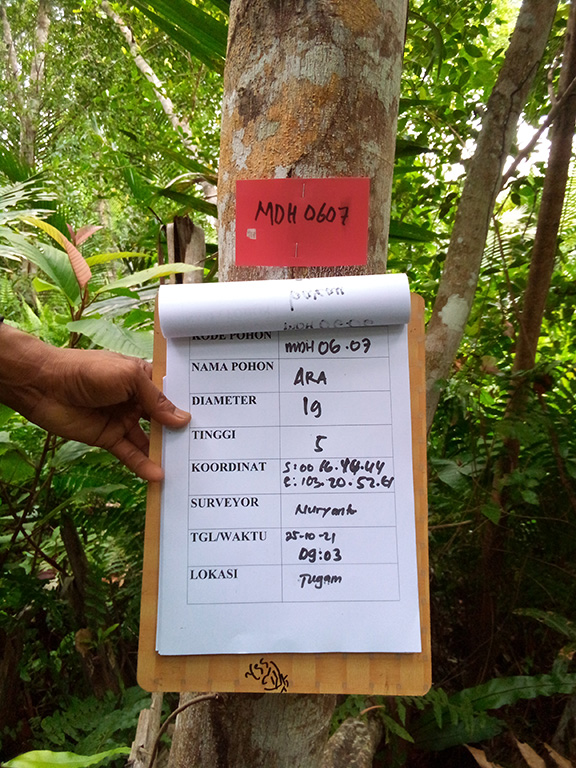 MDH 0607
KODE POHON MDH 06.07
NAMA POHON ARA
DIAMETER 19
TINGGI 5
KOORDINAT S:00 16.44.44
E: 103.20.52.61
SURVEYOR Nuryanto
TGL/WAKTU 25-10-21
09:03
LOKASI Tugam